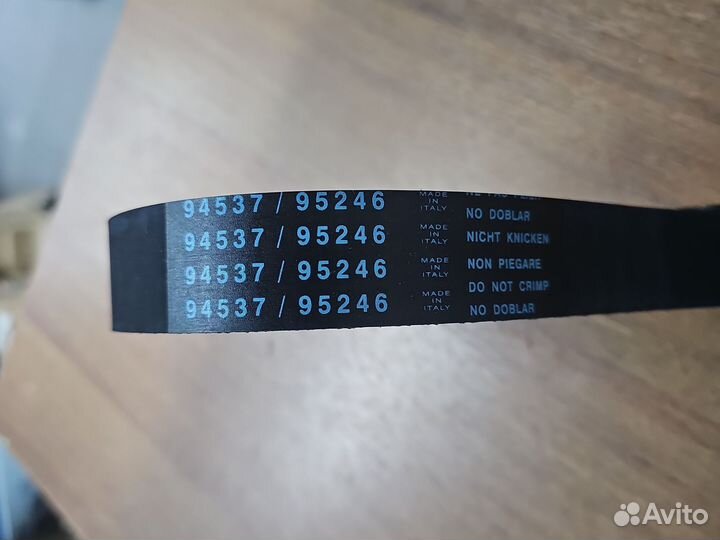 94537 / 95246 MADE IN ITALY
NO DOBLAR
94537 / 95246 MADE IN ITALY NICHT KNICKEN
94537 / 95246 MADE IN ITALY NON PIEGARE
DO NOT CRIMP
94537 / 95246 MADE IN ITALY NO DOBLAR
Avito